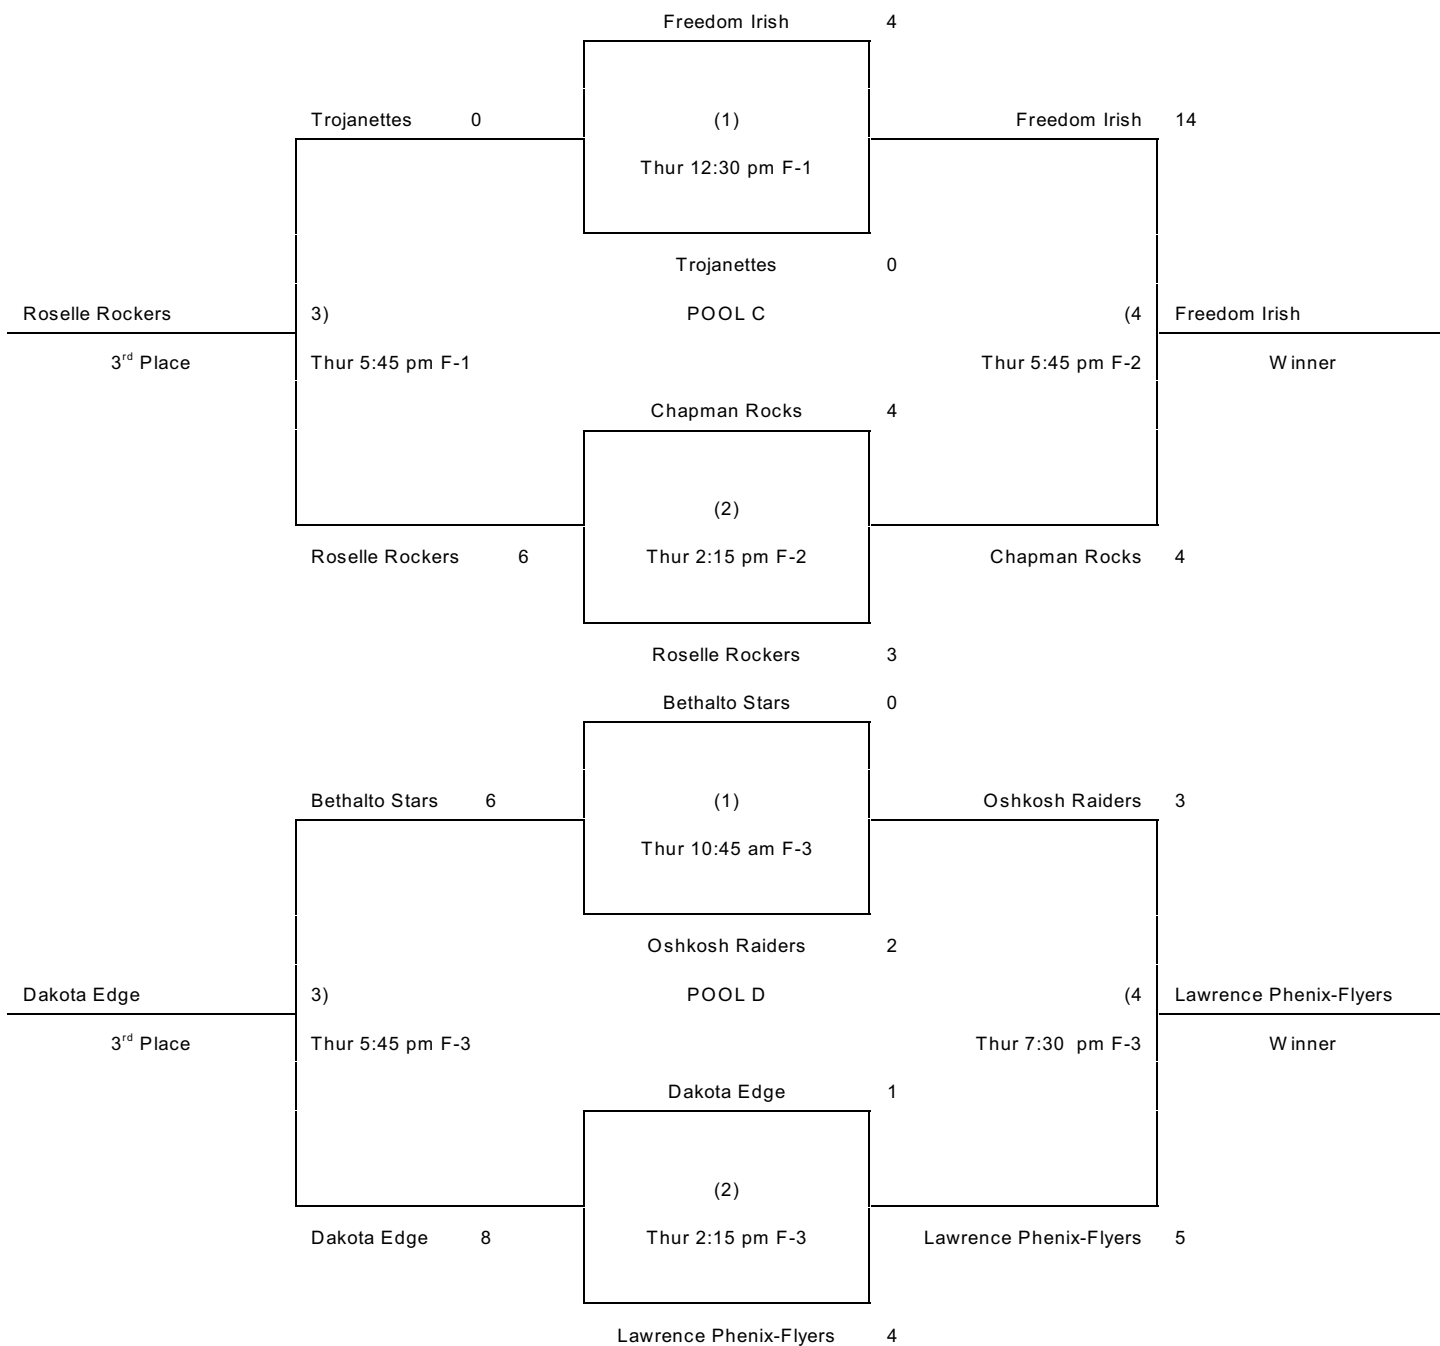 Freedom Irish 4
Trojanettes 0 (1) Freedom Irish 14
Thur 12:30 pm F-1
Trojanettes 0
Roselle Rockers 3) POOL C (4 Freedom Irish
3rd Place Thur 5:45 pm F-1 Thur 5:45 pm F-2 Winner
Chapman Rocks 4
(2)
Roselle Rockers 6 Thur 2:15 pm F-2 Chapman Rocks 4
Roselle Rockers 3
Bethalto Stars 0
Bethalto Stars 6 (1) Oshkosh Raiders 3
Thur 10:45 am F-3
Oshkosh Raiders 2
Dakota Edge 3) POOL D (4 Lawrence Phenix-Flyers
3rd Place Thur 5:45 pm F-3 Thur 7:30 pm F-3 Winner
Dakota Edge 1
(2)
Dakota Edge 8 Thur 2:15 pm F-3 Lawrence Phenix-Flyers 5
Lawrence Phenix-Flyers 4